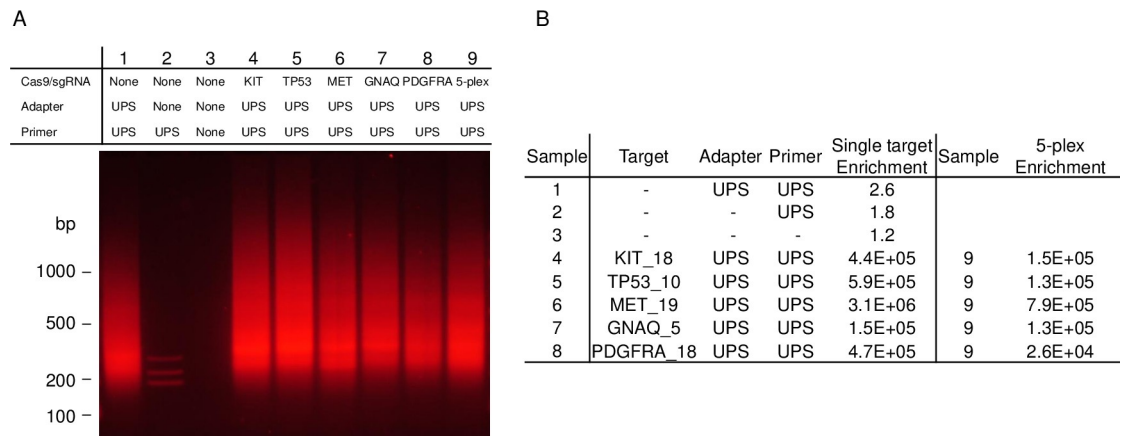 A
1 2 3 4 5 6 7 8 9
Cas9/sgRNA None None None KIT TP53 MET GNAQ PDGFRA 5-plex
Adapter UPS None None UPS UPS UPS UPS UPS UPS
Primer UPS UPS None UPS UPS UPS UPS UPS UPS
bp
1000
500
200
100
B
Sample Target Adapter Primer Single target Enrichment Sample 5-plex Enrichment
1 - UPS UPS 2.6
2 - - UPS 1.8
3 - - - 1.2
4 KIT_18 UPS UPS 4.4E+05 9 1.5E+05
5 TP53_10 UPS UPS 5.9E+05 9 1.3E+05
6 MET_19 UPS UPS 3.1E+06 9 7.9E+05
7 GNAQ_5 UPS UPS 1.5E+05 9 1.3E+05
8 PDGFRA_18 UPS UPS 4.7E+05 9 2.6E+04